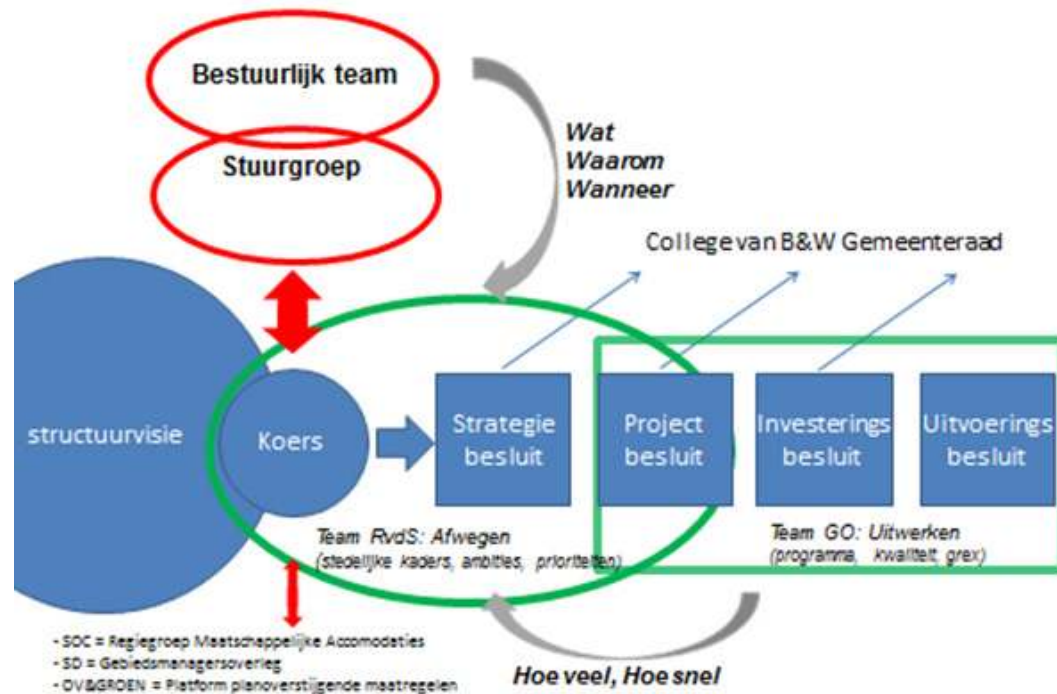 Bestuurlijk team
Stuurgroep
Wat
Waarom
Wanneer
College van B&W Gemeenteraad
structuurvisie
Koers
Strategie
besluit
Project
besluit
Investerings
besluit
Uitvoerings
besluit
Team RvdS: Afwegen
(stedelijke kaders, ambities, prioriteiten)
Team GO: Uitwerken
(programma, kwaliteit, grex)
- SOC = Regiegroep Maatschappelijke Accomodaties
- SD = Gebiedsmanagersoverleg
- OV&GROEN = Platform planoverstijgende maatregelen
Hoe veel, Hoe snel